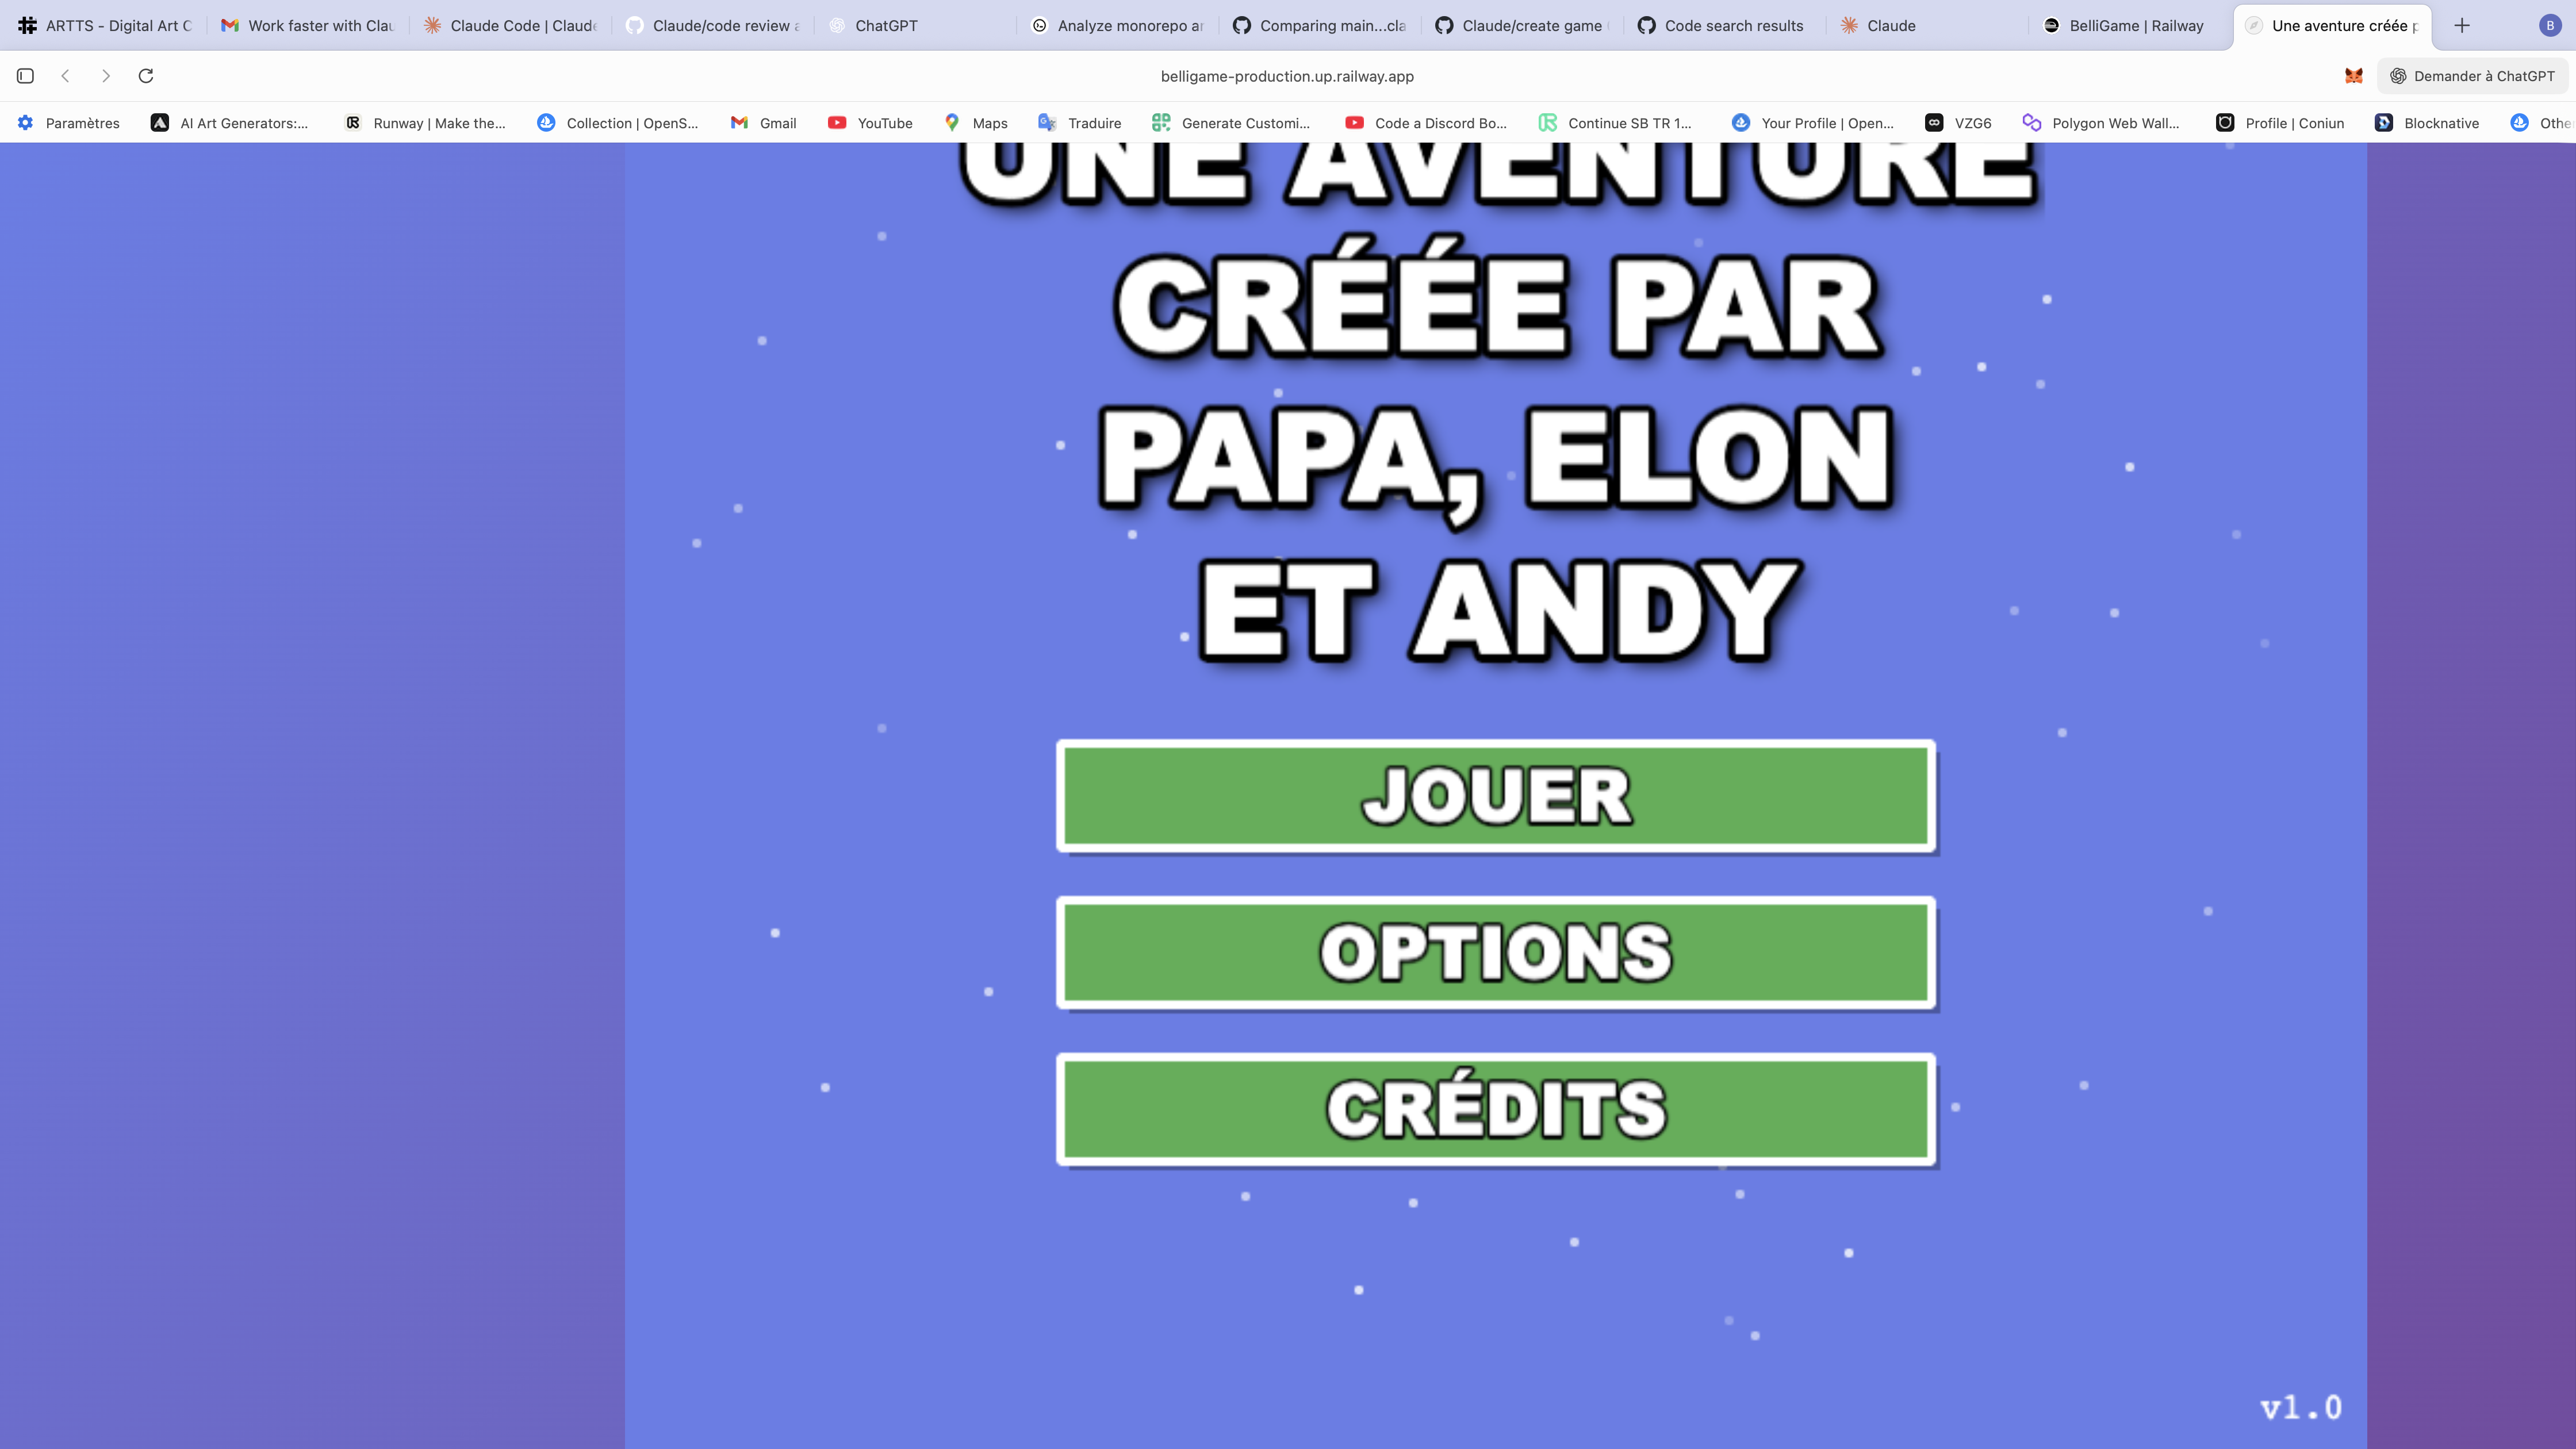 ARTTS - Digital Art C
Work faster with Clau
Claude Code | Claude
Claude/code review a
ChatGPT
Analyze monorepo ar
Comparing main...cla
Claude/create game
Code search results
Claude
BelliGame | Railway
Une aventure créée p
B
belligame-production.up.railway.app
Demander à ChatGPT
Paramètres
AI Art Generators:...
Runway | Make the...
Collection | OpenS...
Gmail
YouTube
Maps
Traduire
Generate Customi...
Code a Discord Bo...
Continue SB TR 1...
Your Profile | Open...
VZG6
Polygon Web Wall...
Profile | Coniun
Blocknative
Othe
UNE AVENTURE
CRÉÉE PAR
PAPA, ELON
ET ANDY
JOUER
OPTIONS
CRÉDITS
v1.0